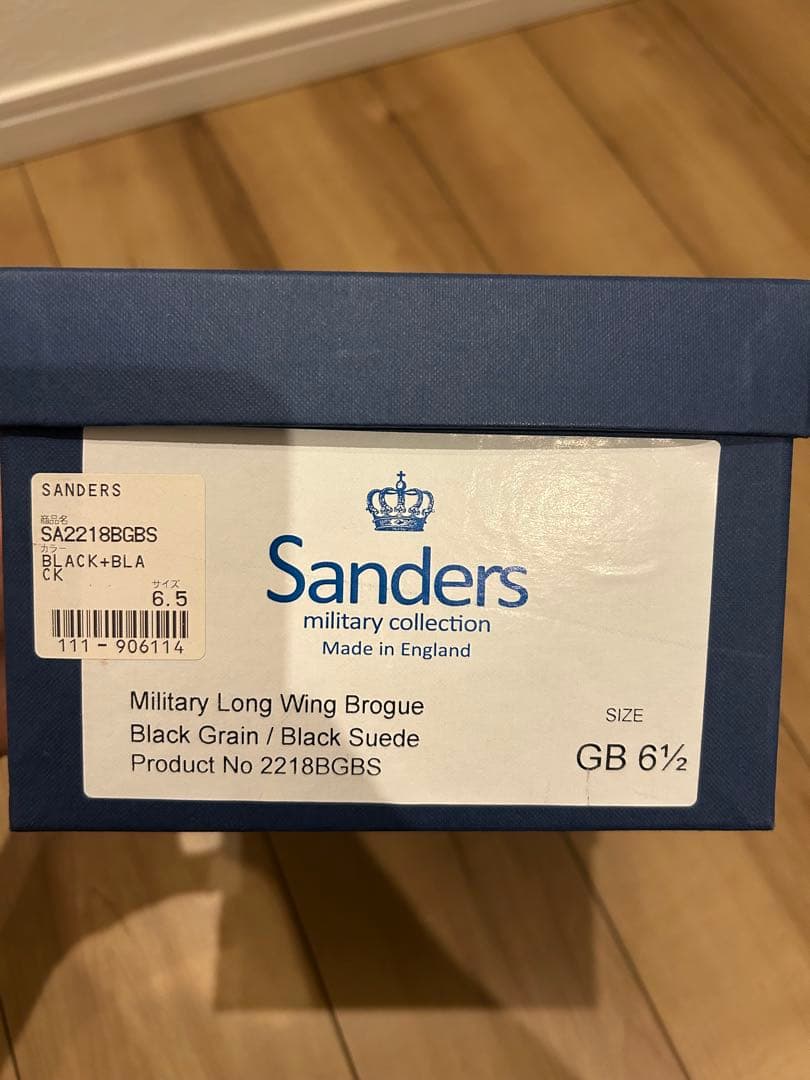 SANDERS
商品名
SA2218BGBS
カラー
BLACK+BLA
CK
サイズ
6.5
111-906114
Sanders
military collection
Made in England
Military Long Wing Brogue
Black Grain / Black Suede
Product No 2218BGBS
SIZE
GB 6½